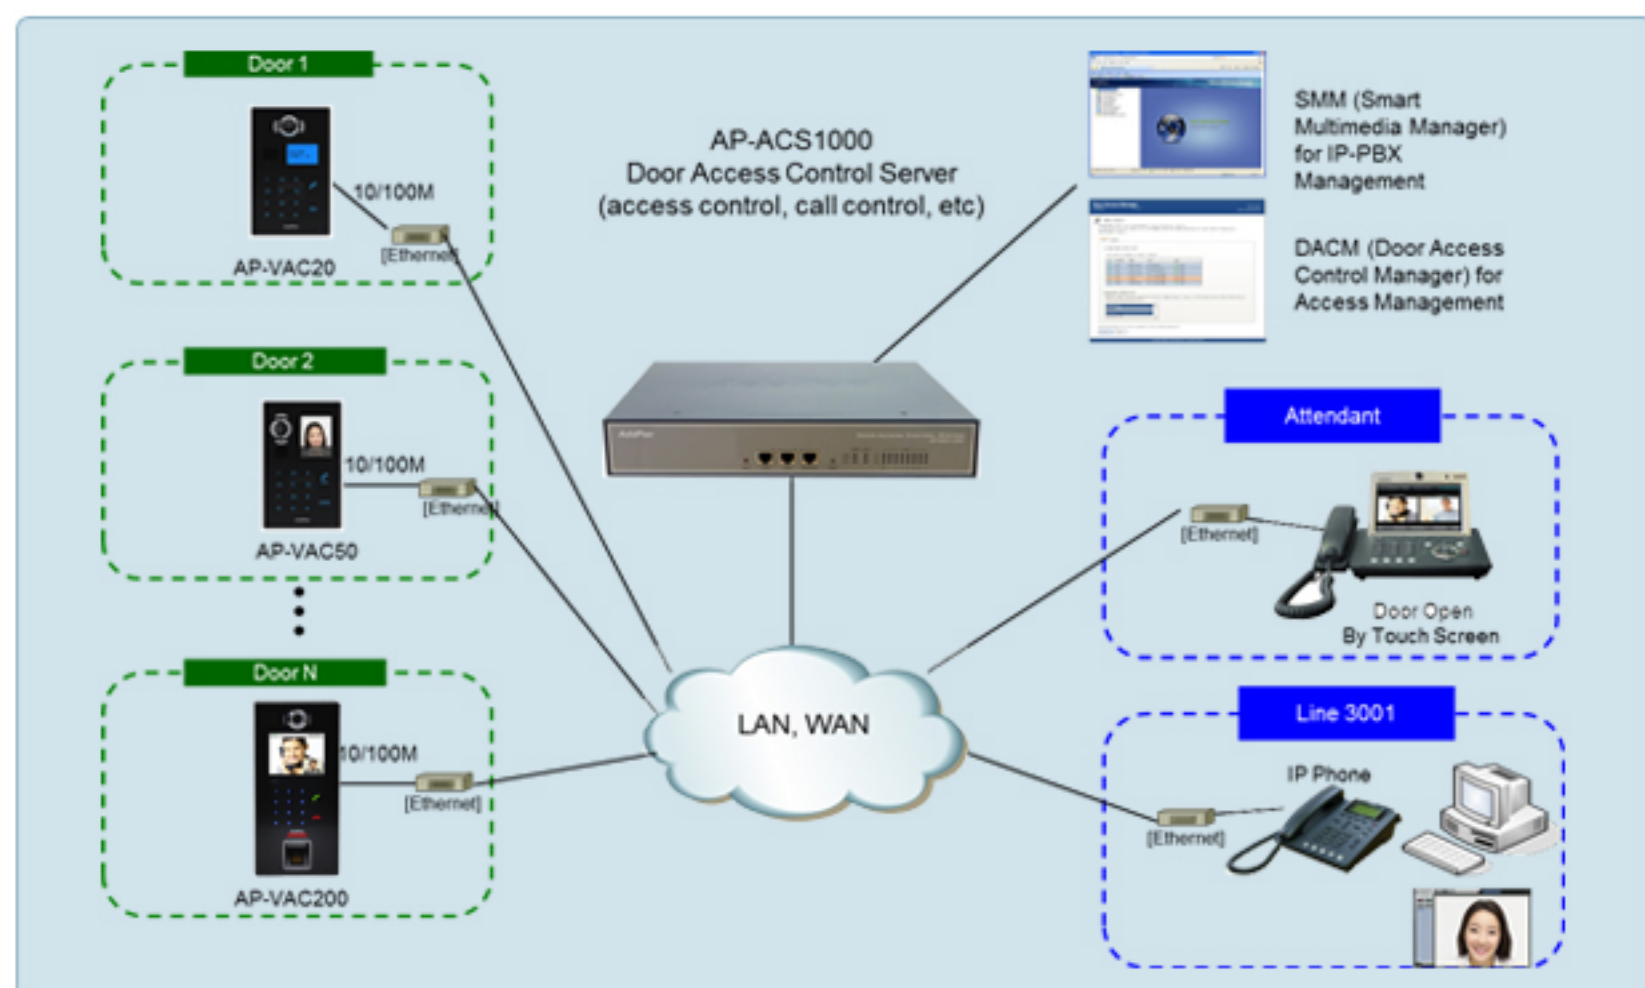 Door 1
10/100M
[Ethernet]
AP-VAC20
Door 2
10/100M
[Ethernet]
AP-VAC50
Door N
10/100M
[Ethernet]
AP-VAC200
AP-ACS1000
Door Access Control Server
(access control, call control, etc)
LAN, WAN
SMM (Smart
Multimedia Manager)
for IP-PBX
Management
DACM (Door Access
Control Manager) for
Access Management
Attendant
[Ethernet]
Door Open
By Touch Screen
Line 3001
IP Phone
[Ethernet]